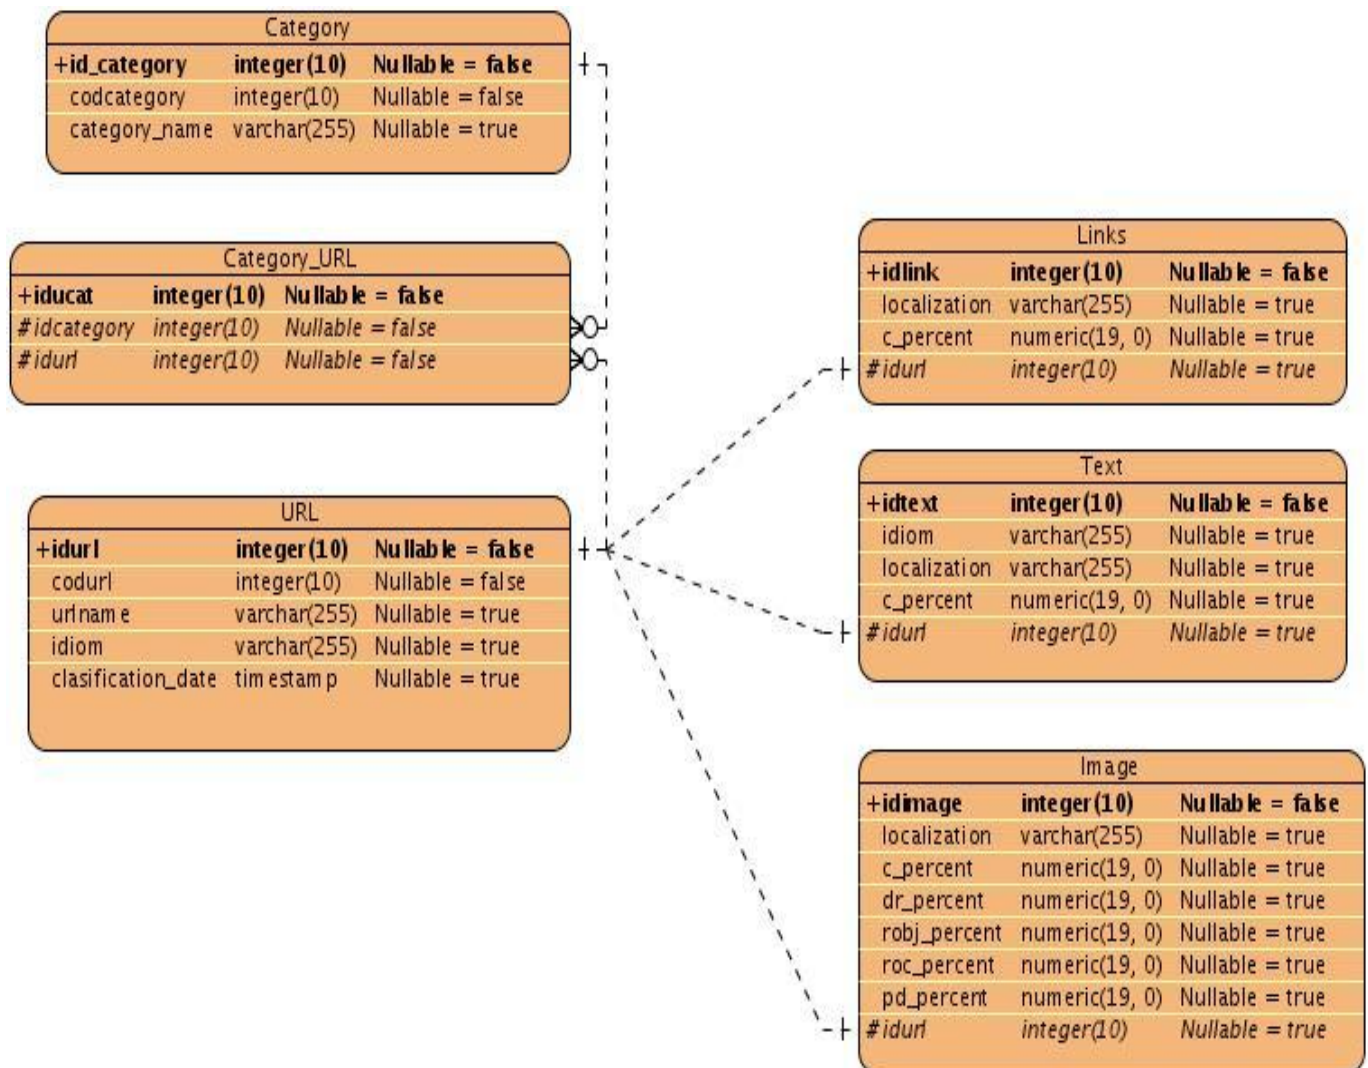 Category
+id_category integer(10) Nullable = false
codcategory integer(10) Nullable = false
category_name varchar(255) Nullable = true
Category_URL
+iducat integer(10) Nullable = false
#idcategory integer(10) Nullable = false
#idurl integer(10) Nullable = false
URL
+idurl integer(10) Nullable = false
codurl integer(10) Nullable = false
urlname varchar(255) Nullable = true
idiom varchar(255) Nullable = true
clasification_date timestamp Nullable = true
Links
+idlink integer(10) Nullable = false
localization varchar(255) Nullable = true
c_percent numeric(19, 0) Nullable = true
#idurl integer(10) Nullable = true
Text
+idtext integer(10) Nullable = false
idiom varchar(255) Nullable = true
localization varchar(255) Nullable = true
c_percent numeric(19, 0) Nullable = true
#idurl integer(10) Nullable = true
Image
+idimage integer(10) Nullable = false
localization varchar(255) Nullable = true
c_percent numeric(19, 0) Nullable = true
dr_percent numeric(19, 0) Nullable = true
robj_percent numeric(19, 0) Nullable = true
roc_percent numeric(19, 0) Nullable = true
pd_percent numeric(19, 0) Nullable = true
#idurl integer(10) Nullable = true